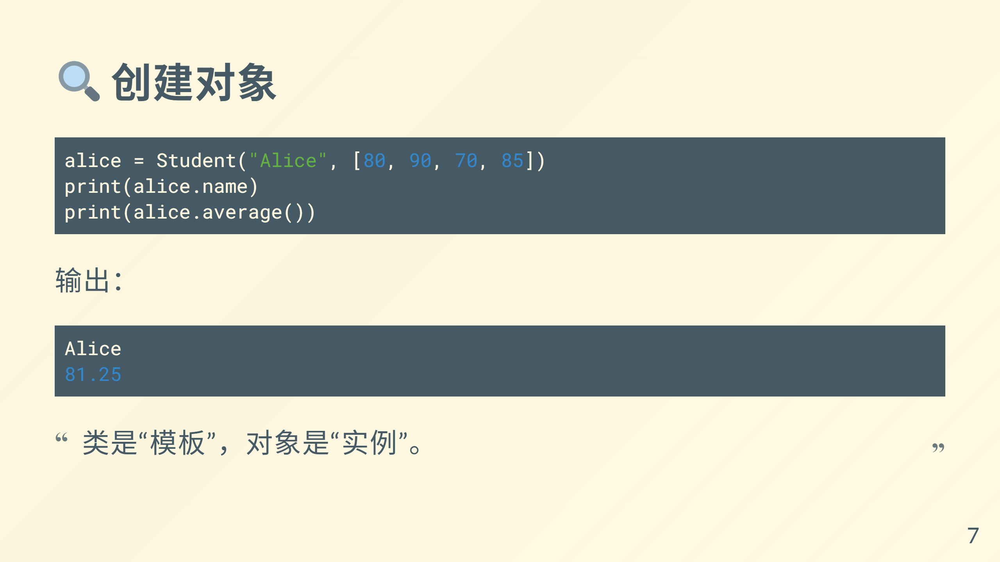 🔍 创建对象
alice = Student("Alice", [80, 90, 70, 85])
print(alice.name)
print(alice.average())
输出：
Alice
81.25
“ 类是“模板”，对象是“实例”。 ”
7